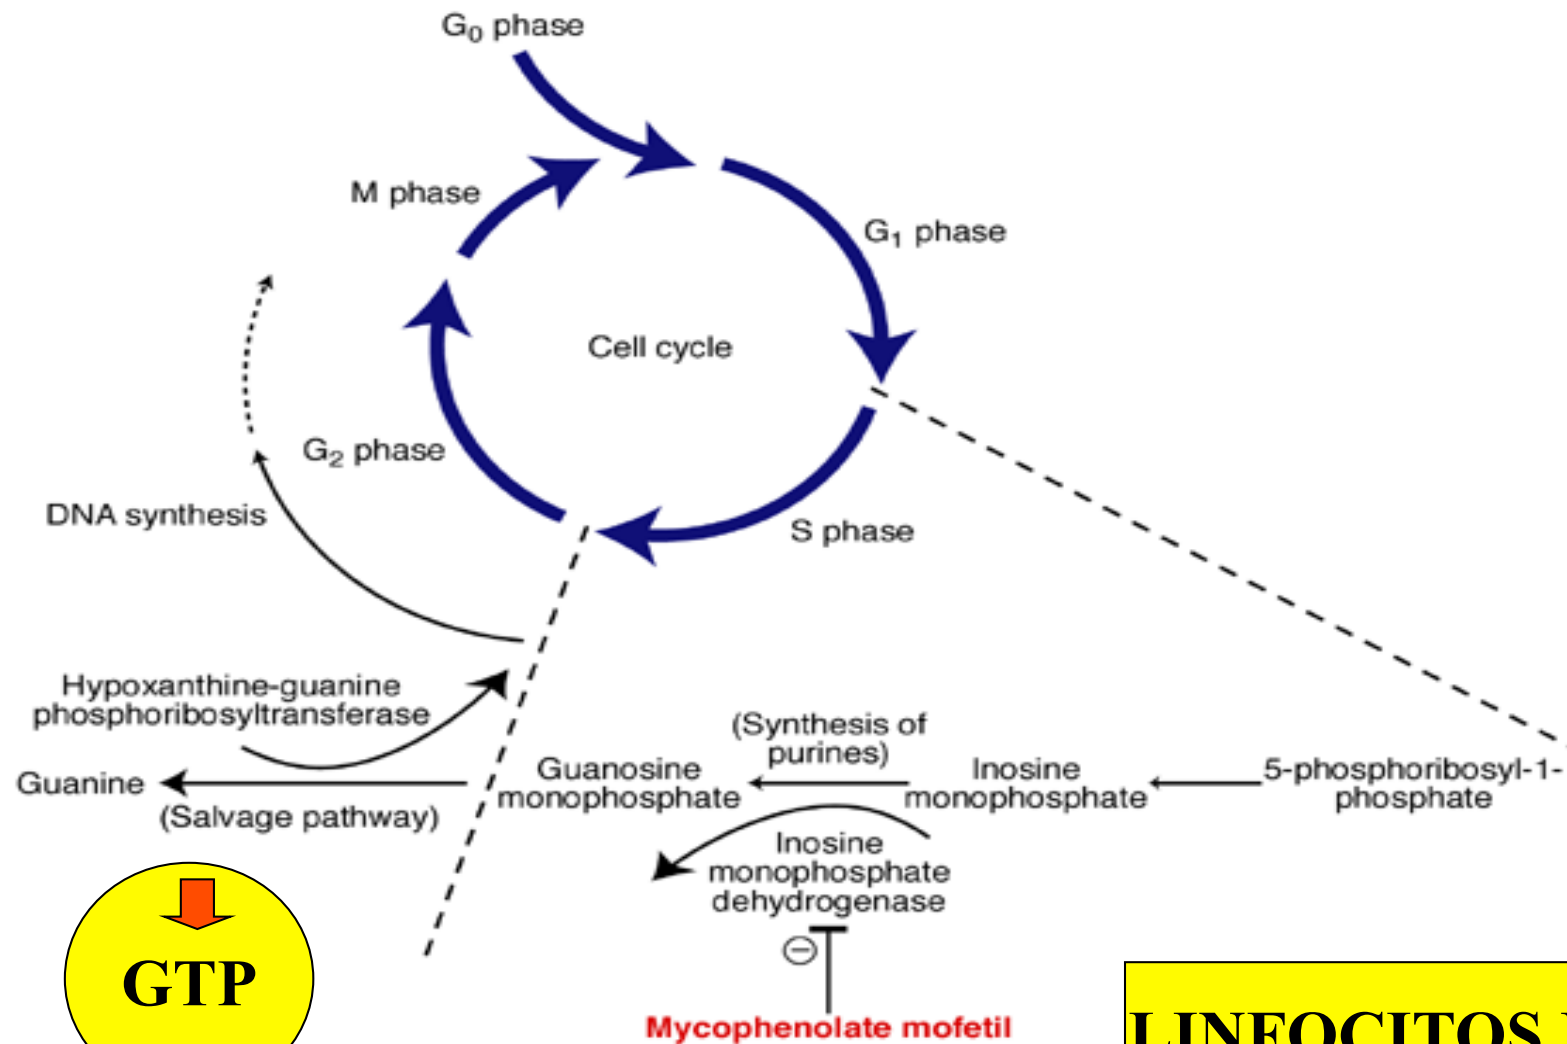 G0 phase
M phase
G1 phase
Cell cycle
G2 phase
DNA synthesis
S phase
Hypoxanthine-guanine
phosphoribosyltransferase
(Synthesis of
purines)
Guanine
(Salvage pathway)
Guanosine
monophosphate
Inosine
monophosphate
5-phosphoribosyl-1-
phosphate
Inosine
monophosphate
dehydrogenase
−
GTP
Mycophenolate mofetil
LINFOCITOS